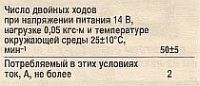 Число двойных ходов
при напряжении питания 14 В,
нагрузке 0,05 кгс·м и температуре
окружающей среды 25±10°С,
мин⁻¹ 50±5
Потребляемый в этих условиях
ток, А, не более 2